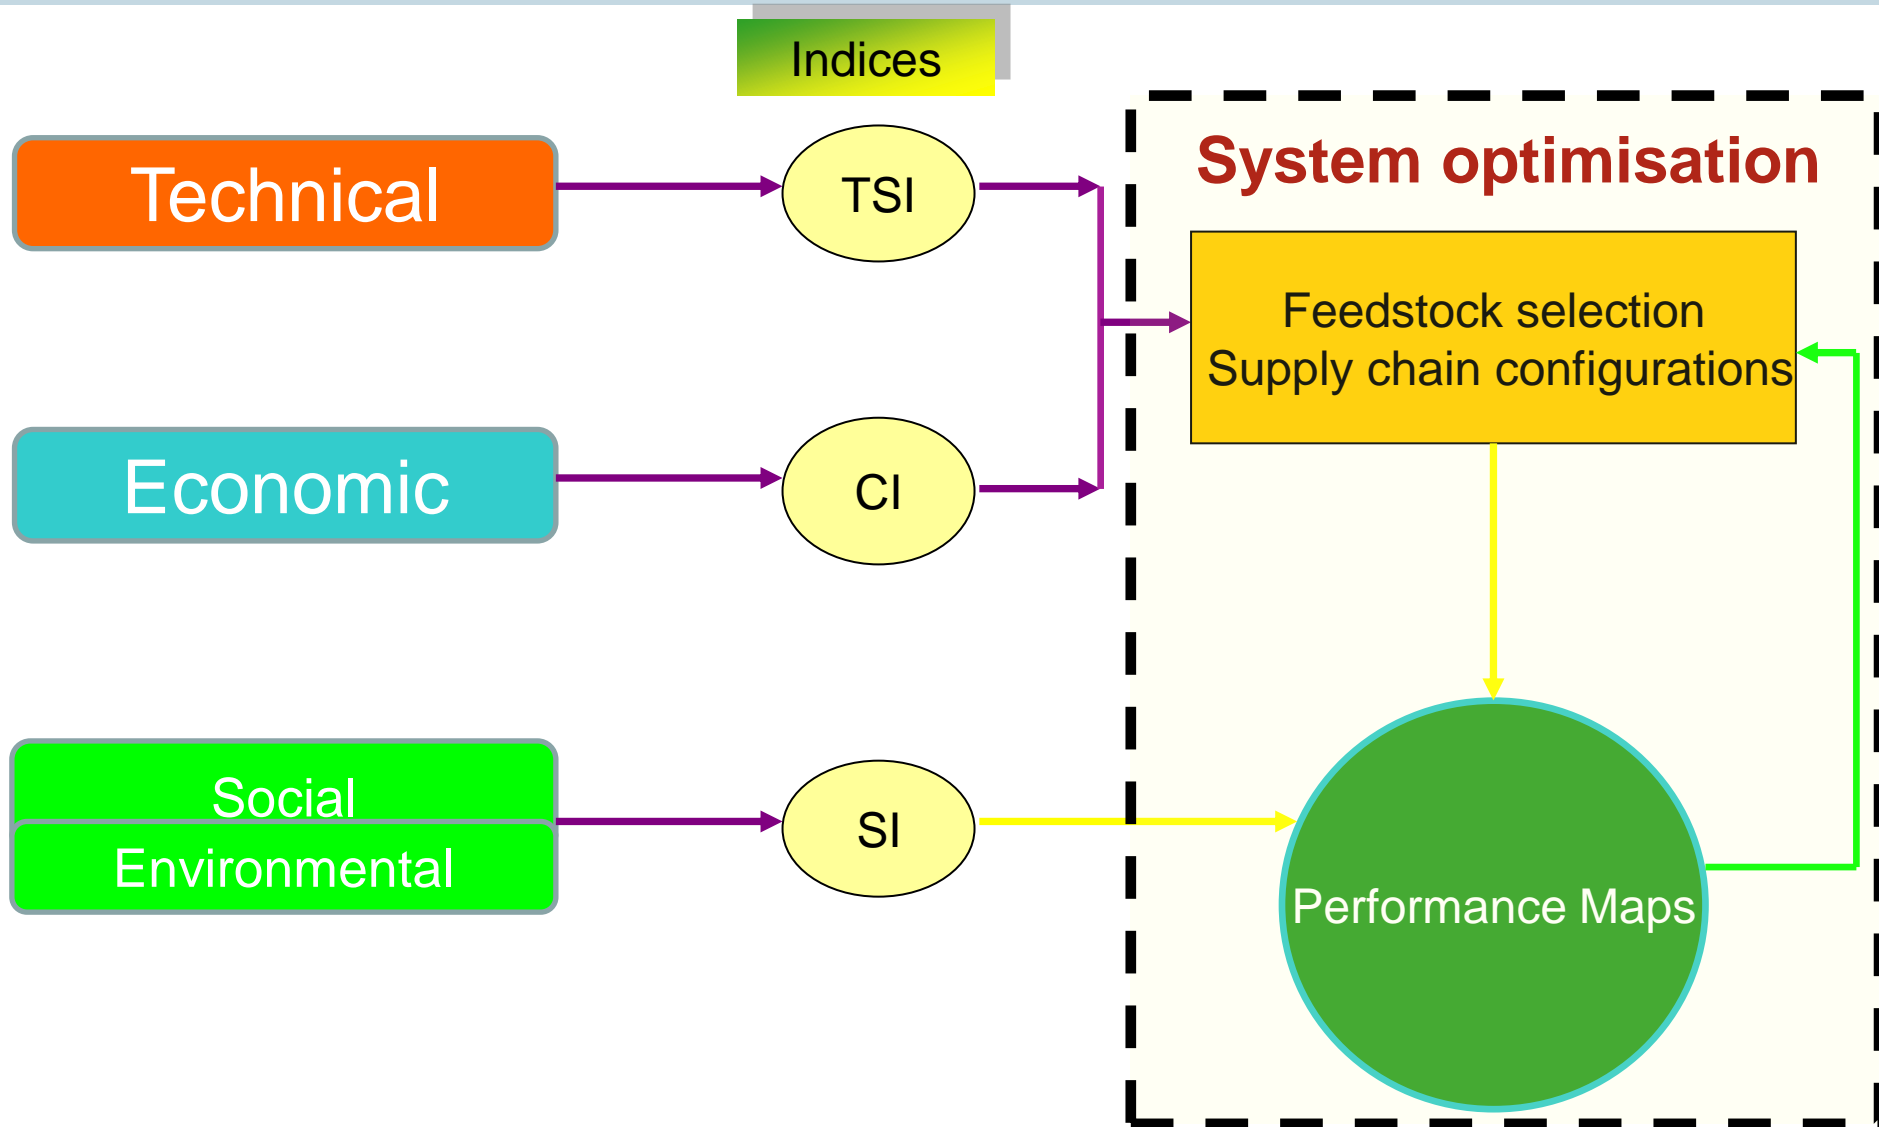 Indices
System optimisation
Technical
TSI
Feedstock selection
Supply chain configurations
Economic
CI
Social
Environmental
SI
Performance Maps